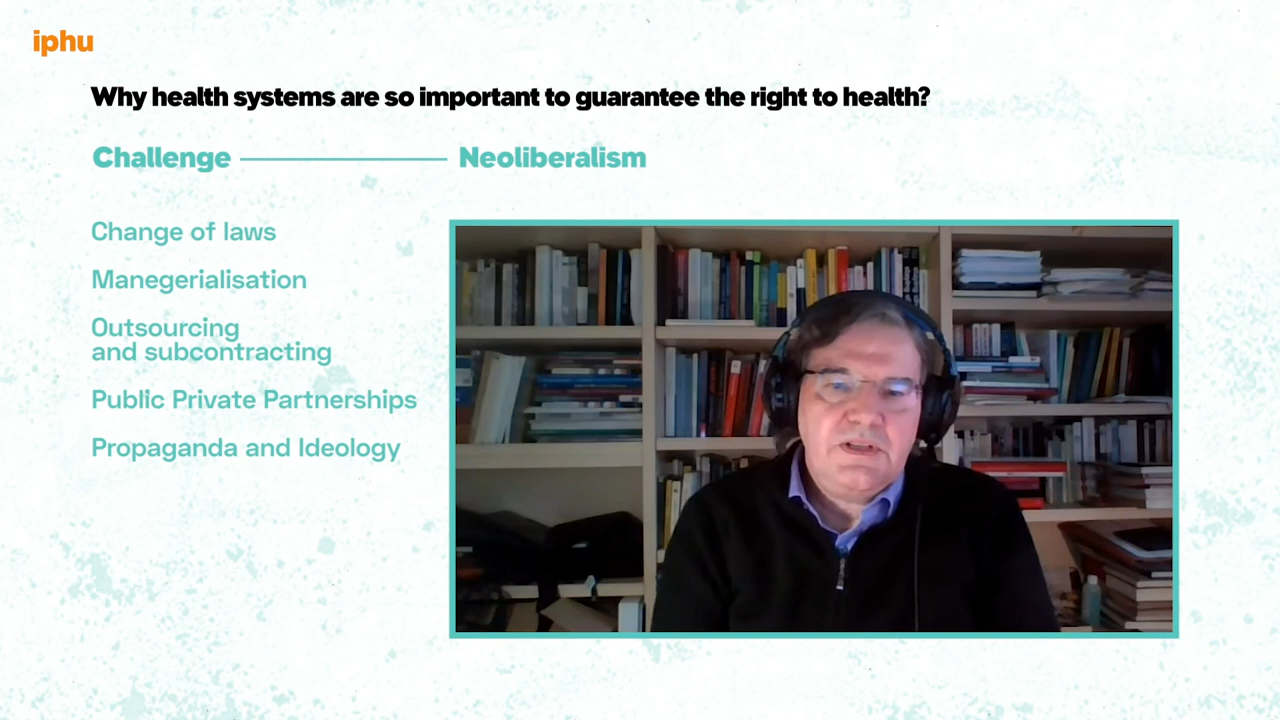 iphu
Why health systems are so important to guarantee the right to health?
Challenge
Neoliberalism
Change of laws
Manegerialisation
Outsourcing
and subcontracting
Public Private Partnerships
Propaganda and Ideology